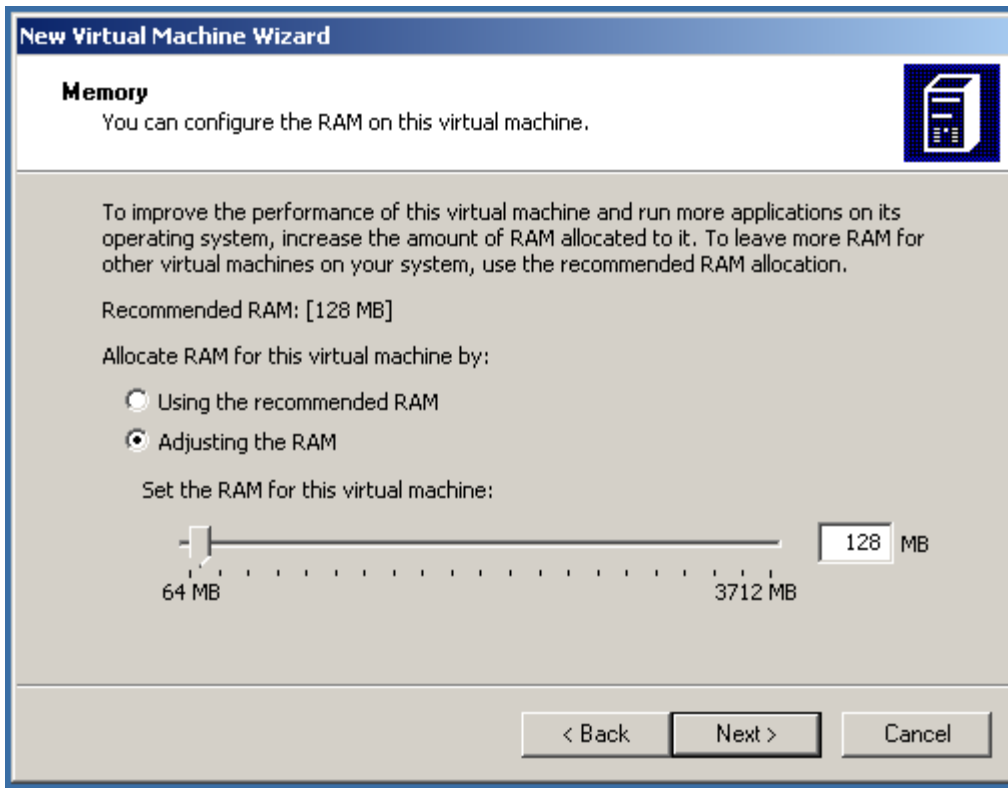 New Virtual Machine Wizard
Memory
You can configure the RAM on this virtual machine.
To improve the performance of this virtual machine and run more applications on its
operating system, increase the amount of RAM allocated to it. To leave more RAM for
other virtual machines on your system, use the recommended RAM allocation.
Recommended RAM: [128 MB]
Allocate RAM for this virtual machine by:
Using the recommended RAM
Adjusting the RAM
Set the RAM for this virtual machine:
128 MB
64 MB 3712 MB
< Back Next > Cancel